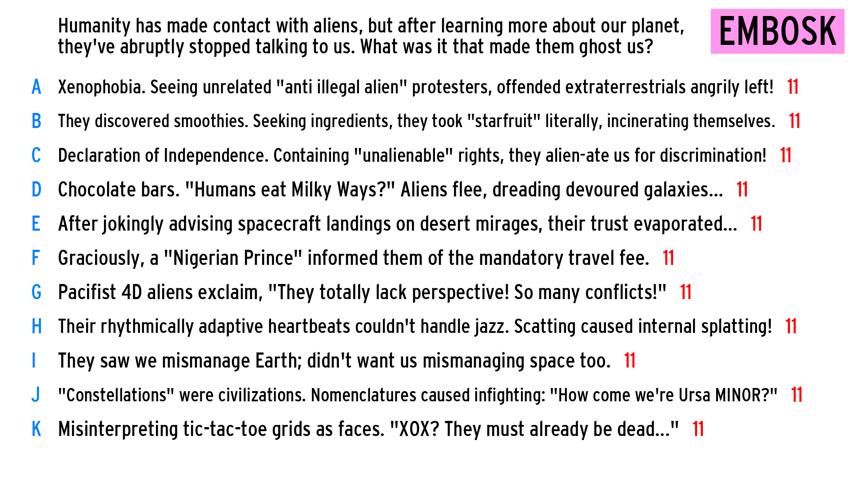 Humanity has made contact with aliens, but after learning more about our planet,
they've abruptly stopped talking to us. What was it that made them ghost us?
EMBOSK
A Xenophobia. Seeing unrelated "anti illegal alien" protesters, offended extraterrestrials angrily left! 11
B They discovered smoothies. Seeking ingredients, they took "starfruit" literally, incinerating themselves. 11
C Declaration of Independence. Containing "unalienable" rights, they alien-ate us for discrimination! 11
D Chocolate bars. "Humans eat Milky Ways?" Aliens flee, dreading devoured galaxies... 11
E After jokingly advising spacecraft landings on desert mirages, their trust evaporated... 11
F Graciously, a "Nigerian Prince" informed them of the mandatory travel fee. 11
G Pacifist 4D aliens exclaim, "They totally lack perspective! So many conflicts!" 11
H Their rhythmically adaptive heartbeats couldn't handle jazz. Scatting caused internal splatting! 11
I They saw we mismanage Earth; didn't want us mismanaging space too. 11
J "Constellations" were civilizations. Nomenclatures caused infighting: "How come we're Ursa MINOR?" 11
K Misinterpreting tic-tac-toe grids as faces. "XOX? They must already be dead..." 11